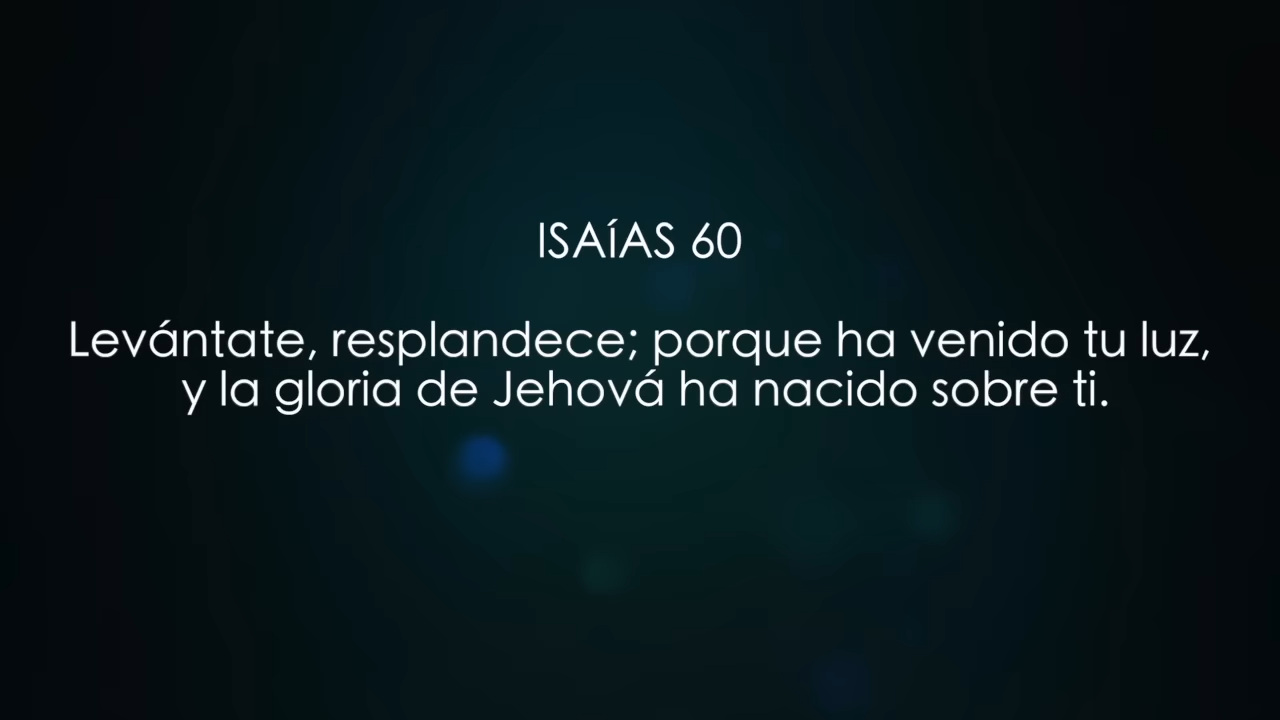 ISAíAS 60
Levántate, resplandece; porque ha venido tu luz,
y la gloria de Jehová ha nacido sobre ti.